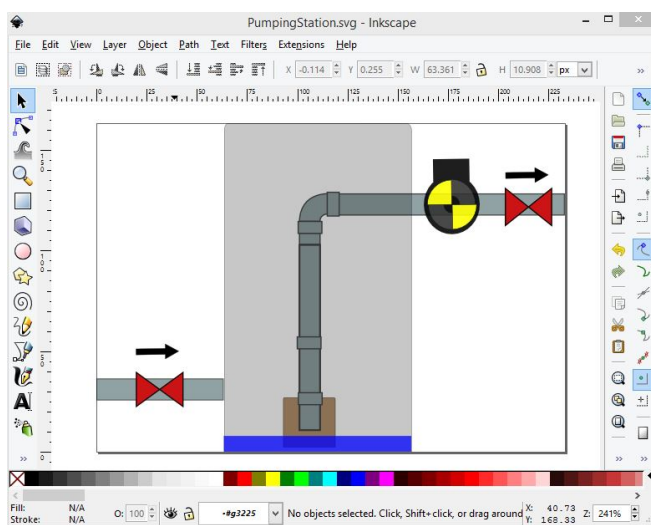 PumpingStation.svg - Inkscape
File Edit View Layer Object Path Text Filters Extensions Help
X -0.114 Y 0.255 W 63.361 H 10.908 px
Fill: N/A
Stroke: N/A
O: 100
-#g3225
No objects selected. Click, Shift+click, or drag around
X: 40.73
Y: 168.33
Z: 241%